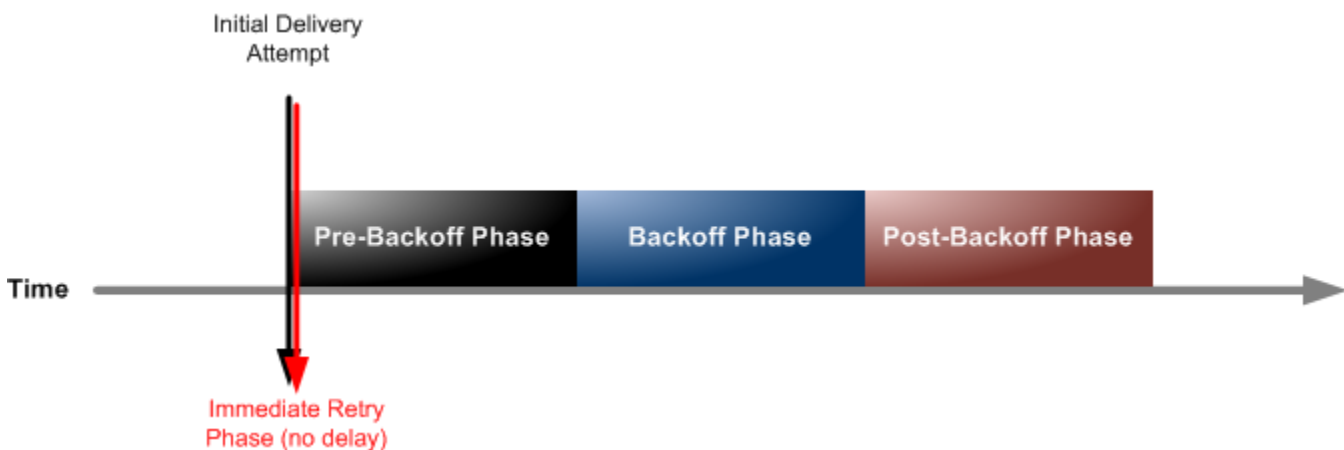 Initial Delivery
Attempt
Pre-Backoff Phase
Backoff Phase
Post-Backoff Phase
Time
Immediate Retry
Phase (no delay)